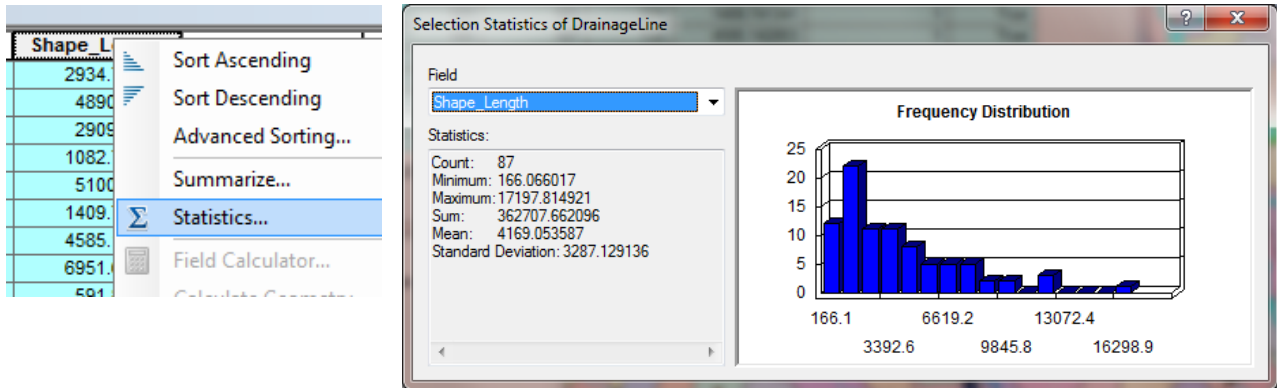 Shape_L
2934.
4890
2909
1082.
5100
1409.
4585.
6951.
591
Sort Ascending
Sort Descending
Advanced Sorting...
Summarize...
Σ Statistics...
Field Calculator...
Calculate Geometry
Selection Statistics of DrainageLine
? X
Field
Shape_Length
Statistics:
Count: 87
Minimum: 166.066017
Maximum: 17197.814921
Sum: 362707.662096
Mean: 4169.053587
Standard Deviation: 3287.129136
Frequency Distribution
25
20
15
10
5
0
166.1 6619.2 13072.4
3392.6 9845.8 16298.9